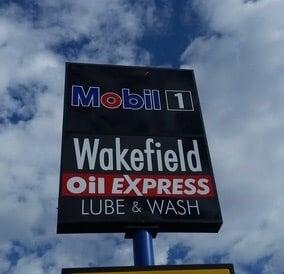 Mobil 1
Wakefield
Oil EXPRESS
LUBE & WASH